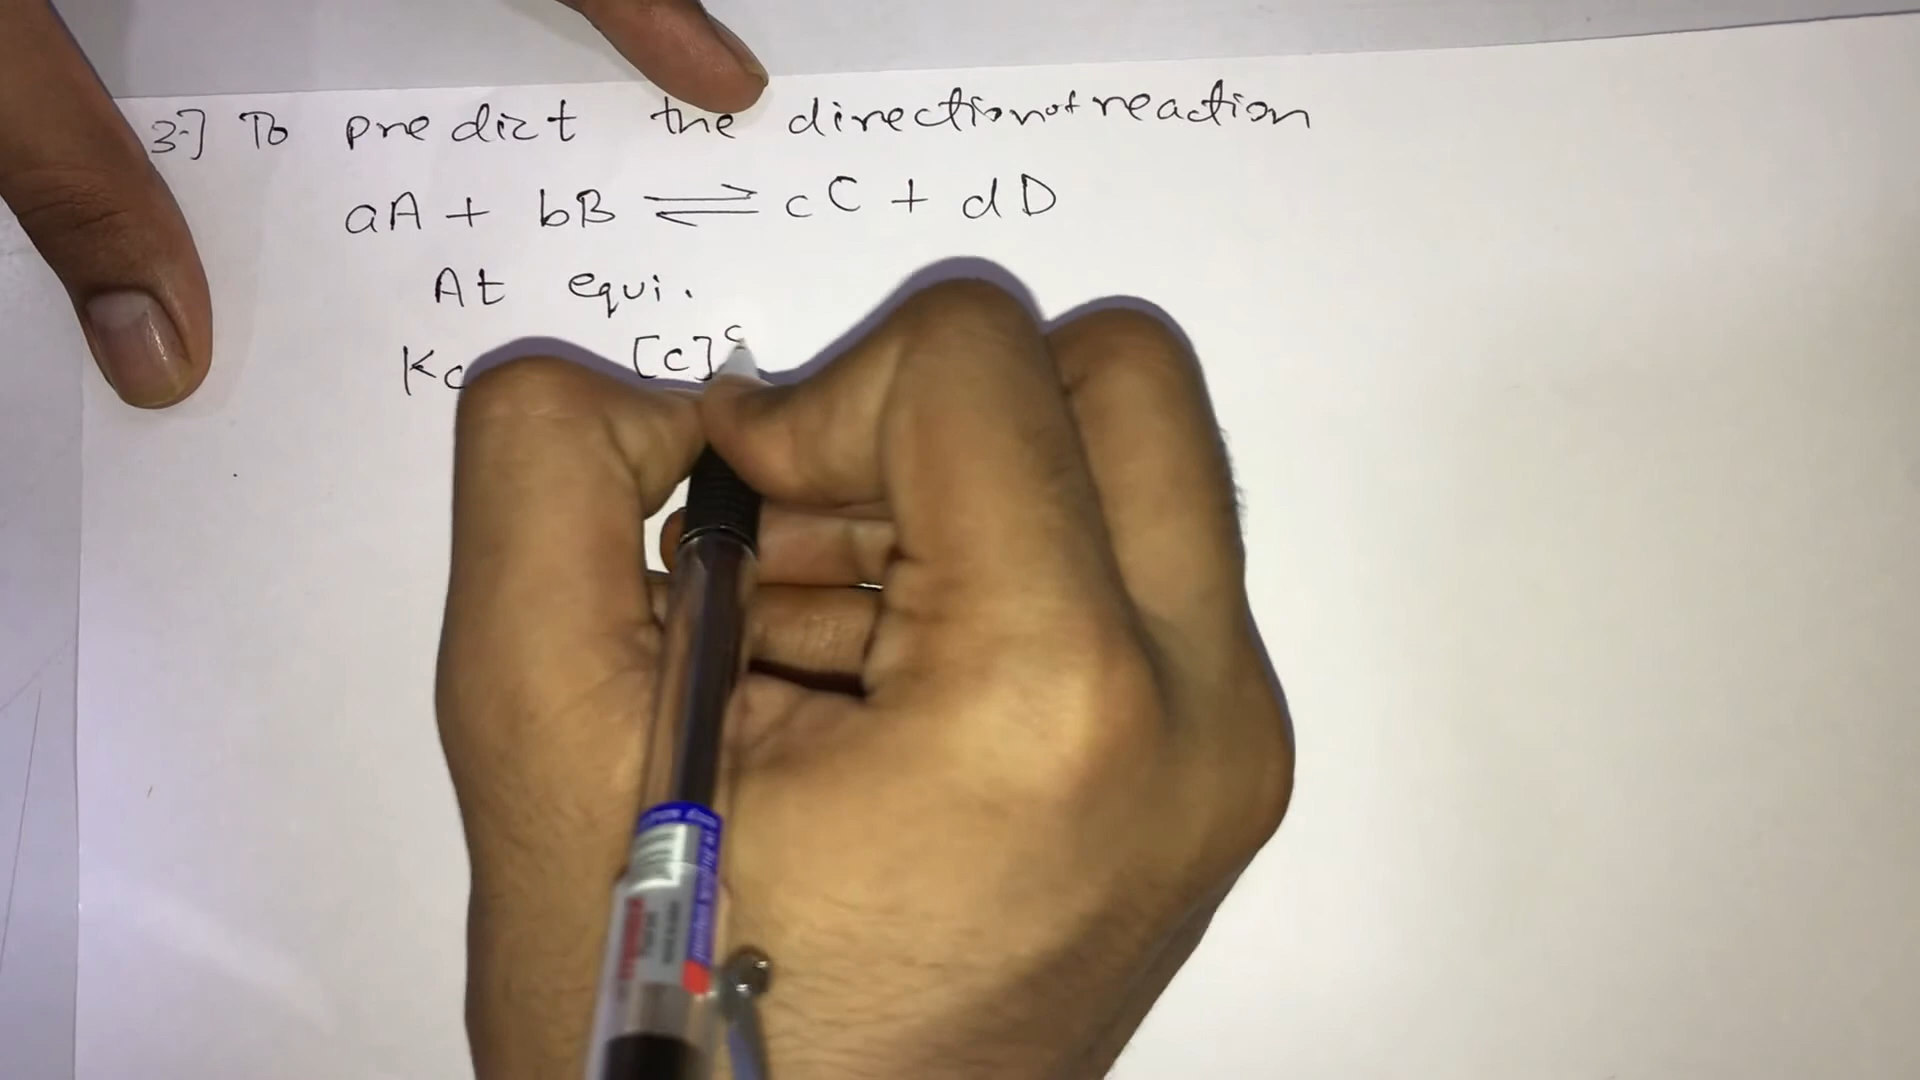 3-] To predict the direction of reaction
aA + bB ⇌ cC + dD
At equi.
Kc [C]^c